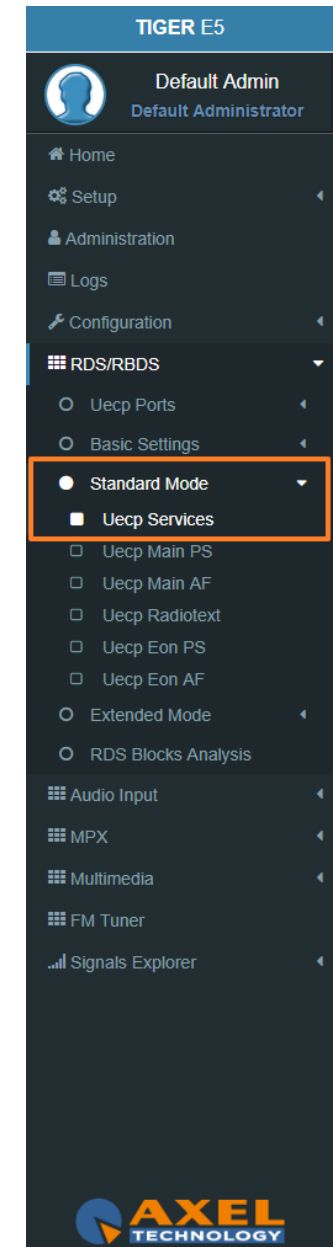 TIGER E5
Default Admin
Default Administrator
Home
Setup
Administration
Logs
Configuration
RDS/RBDS
Uecp Ports
Basic Settings
Standard Mode
Uecp Services
Uecp Main PS
Uecp Main AF
Uecp Radiotext
Uecp Eon PS
Uecp Eon AF
Extended Mode
RDS Blocks Analysis
Audio Input
MPX
Multimedia
FM Tuner
Signals Explorer
AXEL
TECHNOLOGY